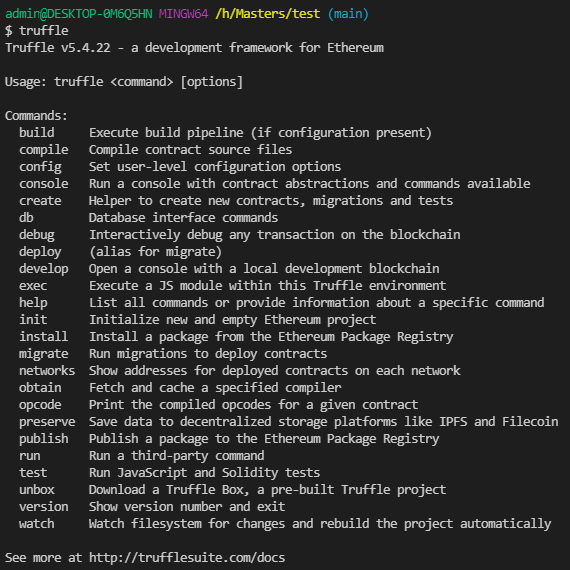 admin@DESKTOP-0M6Q5HN MINGW64 /h/Masters/test (main)
$ truffle
Truffle v5.4.22 - a development framework for Ethereum
Usage: truffle <command> [options]
Commands:
build Execute build pipeline (if configuration present)
compile Compile contract source files
config Set user-level configuration options
console Run a console with contract abstractions and commands available
create Helper to create new contracts, migrations and tests
db Database interface commands
debug Interactively debug any transaction on the blockchain
deploy (alias for migrate)
develop Open a console with a local development blockchain
exec Execute a JS module within this Truffle environment
help List all commands or provide information about a specific command
init Initialize new and empty Ethereum project
install Install a package from the Ethereum Package Registry
migrate Run migrations to deploy contracts
networks Show addresses for deployed contracts on each network
obtain Fetch and cache a specified compiler
opcode Print the compiled opcodes for a given contract
preserve Save data to decentralized storage platforms like IPFS and Filecoin
publish Publish a package to the Ethereum Package Registry
run Run a third-party command
test Run JavaScript and Solidity tests
unbox Download a Truffle Box, a pre-built Truffle project
version Show version number and exit
watch Watch filesystem for changes and rebuild the project automatically
See more at http://trufflesuite.com/docs